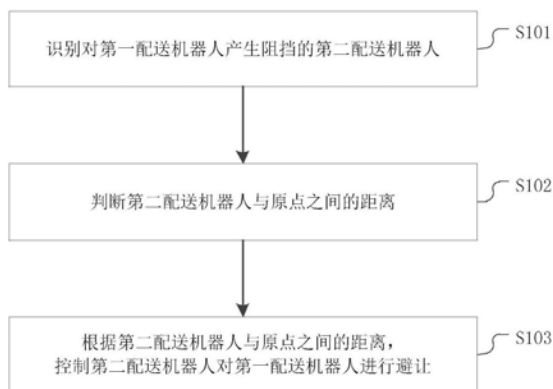 识别对第一配送机器人产生阻挡的第二配送机器人
S101
判断第二配送机器人与原点之间的距离
S102
根据第二配送机器人与原点之间的距离，
控制第二配送机器人对第一配送机器人进行避让
S103